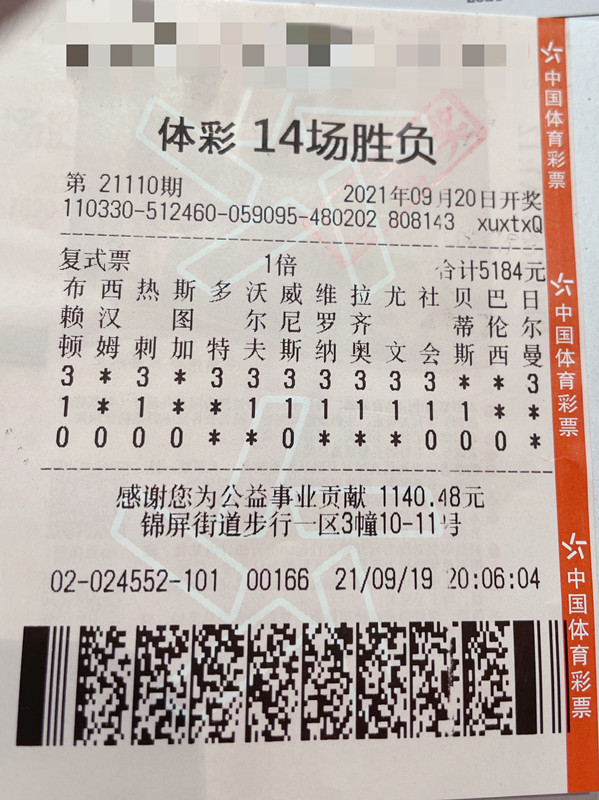 体彩 14场胜负
第 21110期 2021年09月20日开奖
110330-512460-059095-480202 808143 xuxtxQ
复式票 1倍 合计5184元
布 西 热 斯 多 沃 威 维 拉 尤 社 贝 巴 日
赖 汉 图 尔 尼 罗 齐 蒂 伦 尔
顿 姆 刺 加 特 夫 斯 纳 奥 文 会 斯 西 曼
3 * 3 * 3 3 3 3 3 3 3 * * 3
1 * 1 * * 1 1 1 1 1 1 1 * *
0 0 0 0 * * 0 * * * 0 0 0 *
感谢您为公益事业贡献 1140.48元
锦屏街道步行一区3幢10-11号
02-024552-101 00166 21/09/19 20:06:04
中国体育彩票
中国体育彩票
中国体育彩票